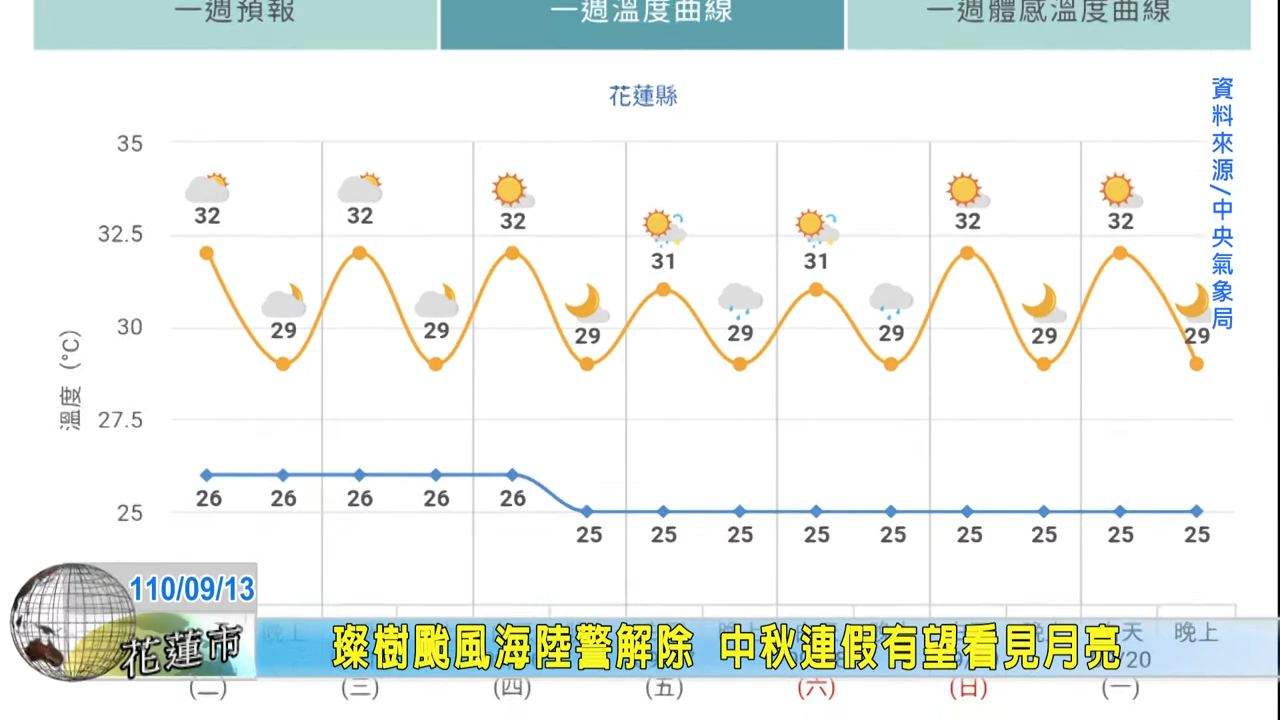 一週預報
一週溫度曲線
一週體感溫度曲線
花蓮縣
資料來源/中央氣象局
35
32.5
30
27.5
25
溫度 (°C)
32 32 32 31 31 32 32
29 29 29 29 29 29 29
26 26 26 26 26 25 25 25 25 25 25 25 25 25
110/09/13
花蓮市
璨樹颱風海陸警解除 中秋連假有望看見月亮
晚上
/20
(二) (三) (四) (五) (六) (日) (一)